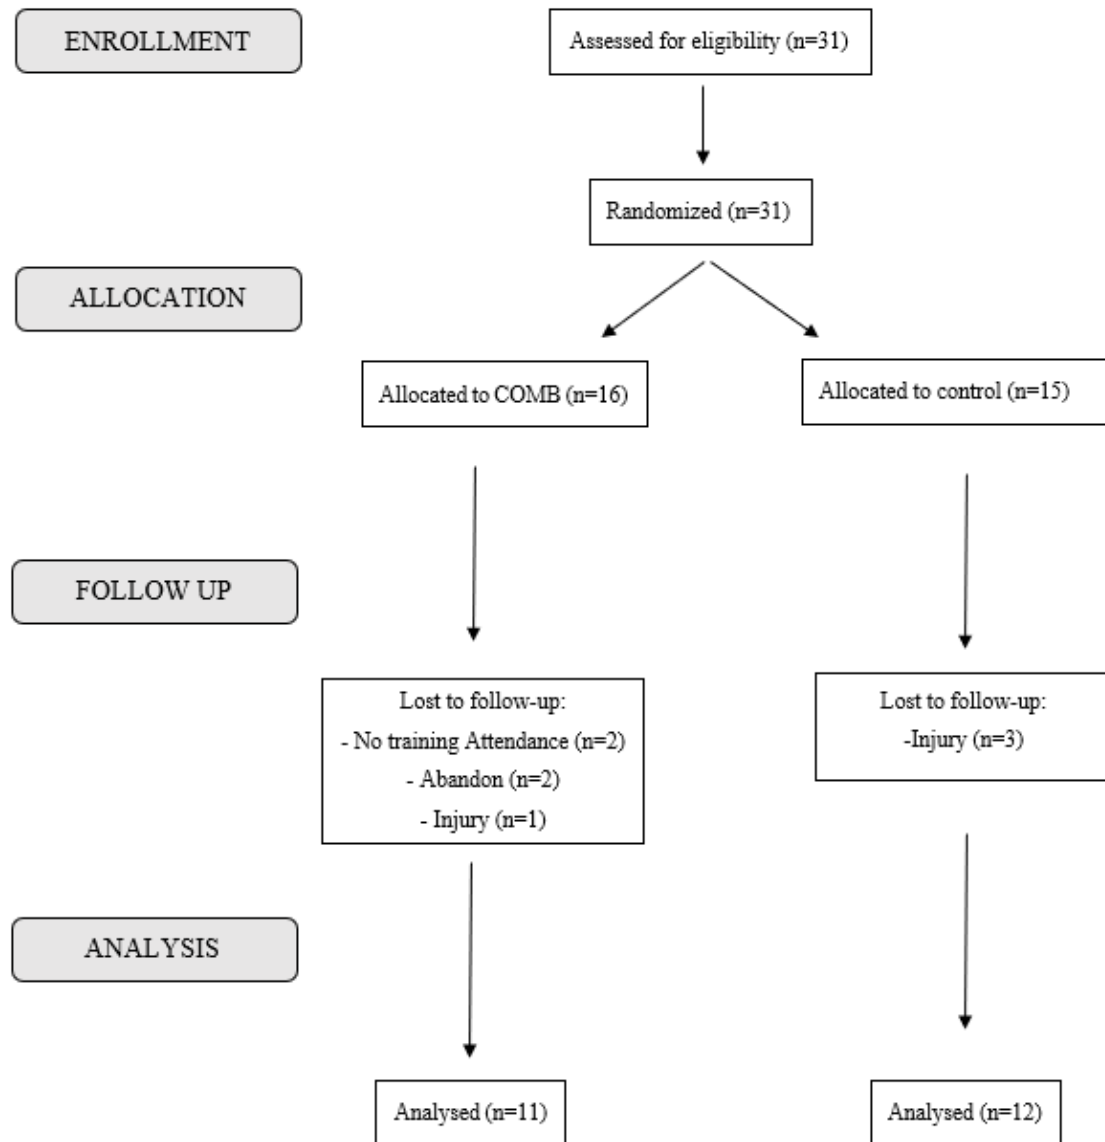 ENROLLMENT
Assessed for eligibility (n=31)
Randomized (n=31)
ALLOCATION
Allocated to COMB (n=16)
Allocated to control (n=15)
FOLLOW UP
Lost to follow-up:
- No training Attendance (n=2)
- Abandon (n=2)
- Injury (n=1)
Lost to follow-up:
-Injury (n=3)
ANALYSIS
Analysed (n=11)
Analysed (n=12)